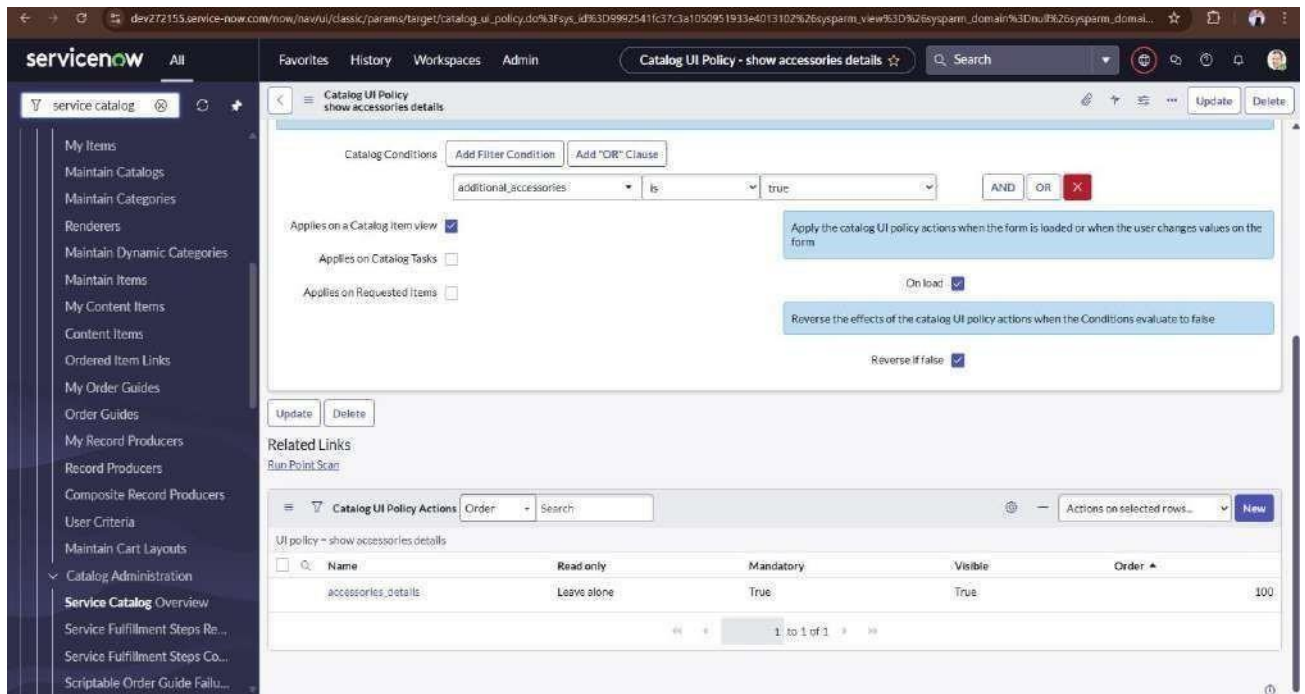 dev272155.service-now.com/now/nav/ui/classic/params/target/catalog_ui_policy.do%3Fsys_id%3D9992541fc37c3a1050951933e4013102%26sysparm_view%3D%26sysparm_domain%3Dnull%26sysparm_domai...
servicenow All Favorites History Workspaces Admin Catalog UI Policy - show accessories details Search
service catalog
Catalog UI Policy
show accessories details
Update Delete
My Items
Maintain Catalogs
Maintain Categories
Renderers
Maintain Dynamic Categories
Maintain Items
My Content Items
Content Items
Ordered Item Links
My Order Guides
Order Guides
My Record Producers
Record Producers
Composite Record Producers
User Criteria
Maintain Cart Layouts
Catalog Administration
Service Catalog Overview
Service Fulfillment Steps Re...
Service Fulfillment Steps Co...
Scriptable Order Guide Failu...
Catalog Conditions Add Filter Condition Add "OR" Clause
additional_accessories is true AND OR X
Applies on a Catalog Item view
Applies on Catalog Tasks
Applies on Requested Items
Apply the catalog UI policy actions when the form is loaded or when the user changes values on the
form
On load
Reverse the effects of the catalog UI policy actions when the Conditions evaluate to false
Reverse if false
Update Delete
Related Links
Run Point Scan
Catalog UI Policy Actions Order Search Actions on selected rows... New
UI policy = show accessories details
Name Read only Mandatory Visible Order
accessories_details Leave alone True True 100
1 to 1 of 1